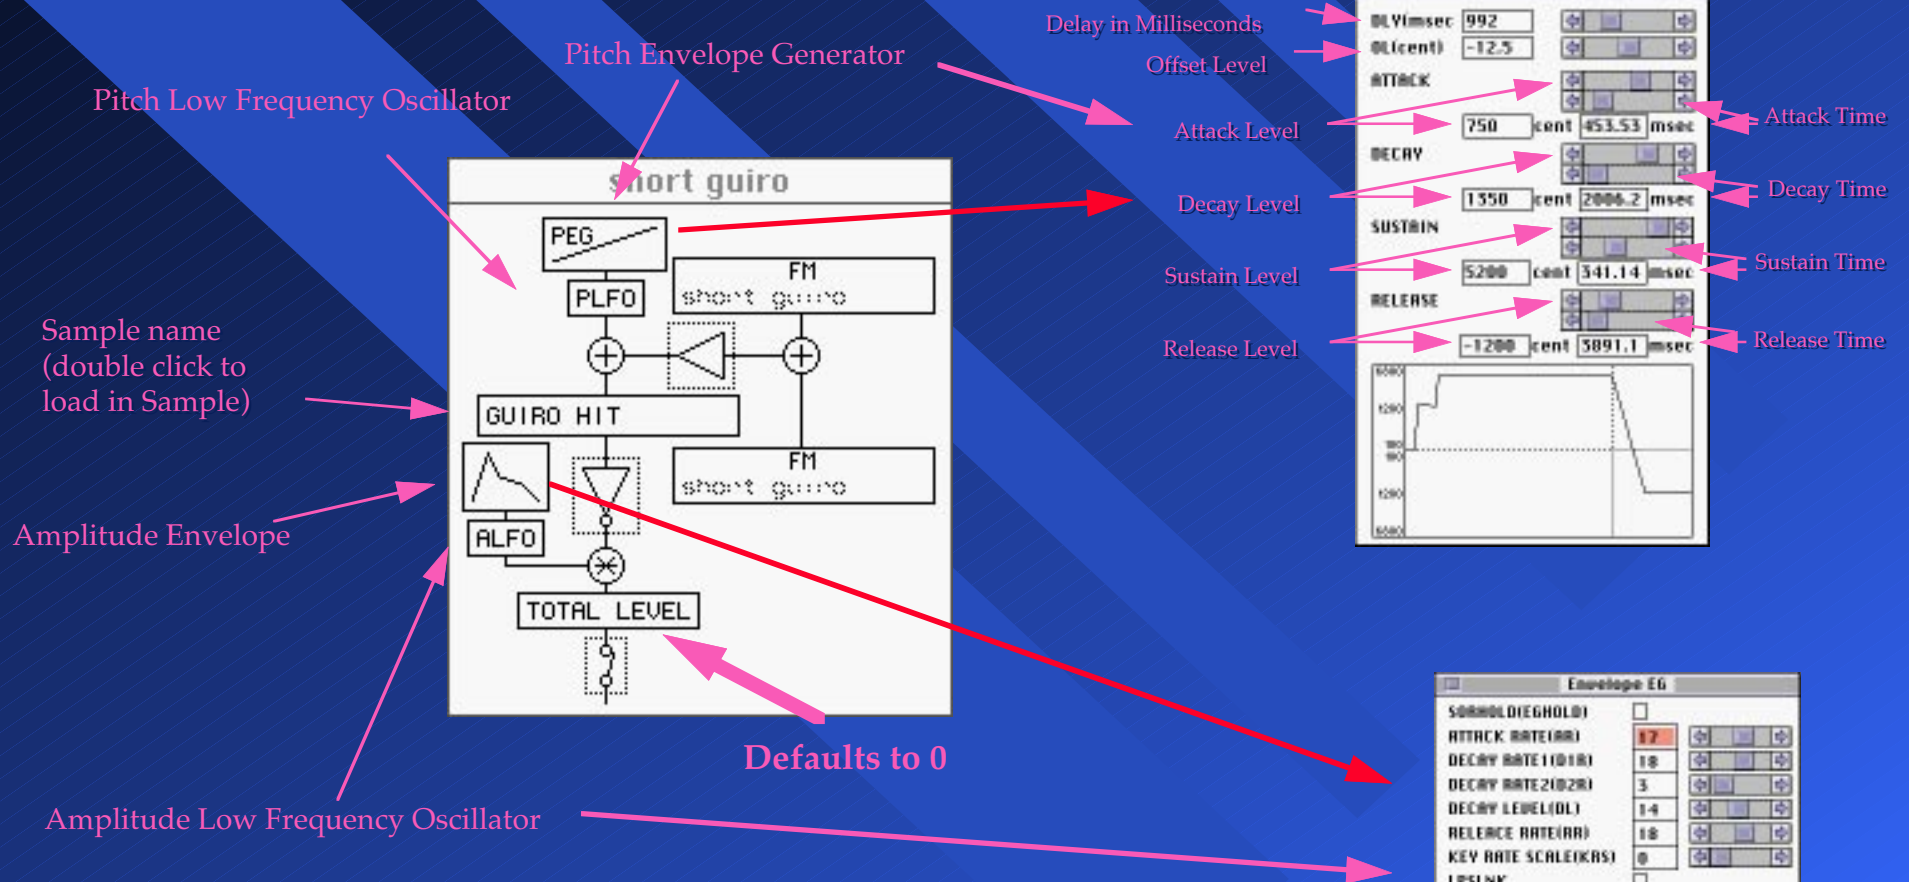 Delay in Milliseconds
Offset Level
Pitch Envelope Generator
Pitch Low Frequency Oscillator
Sample name
(double click to
load in Sample)
Amplitude Envelope
Amplitude Low Frequency Oscillator
short guiro
PEG
PLFO
FM
short guiro
GUIRO HIT
FM
short guiro
ALFO
TOTAL LEVEL
Defaults to 0
Attack Level
Decay Level
Sustain Level
Release Level
DLY(msec 992
OL(cent) -12.5
ATTACK
750 cent 453.53 msec
DECAY
1350 cent 2006.2 msec
SUSTAIN
5200 cent 341.14 msec
RELEASE
-1200 cent 3891.1 msec
1200
100
1200
Attack Time
Decay Time
Sustain Time
Release Time
Envelope EG
ATTACK RATE(AR) 17
DECAY RATE1(D1R) 18
DECAY RATE2(D2R) 3
DECAY LEVEL(DL) 14
RELEACE RATE(RR) 18
KEY RATE SCALE(KRS) 0